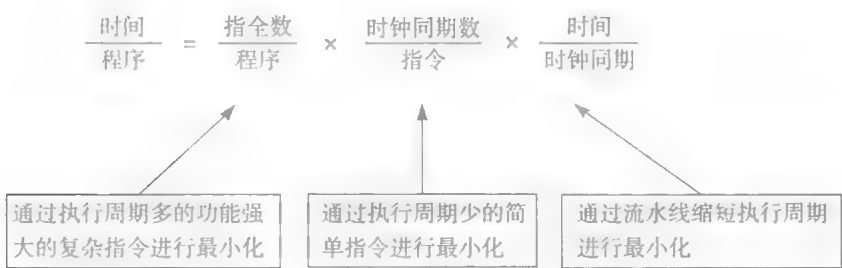 时间 = 指全数 × 时钟同期数 × 时间
程序 程序 指令 时钟同期
通过执行周期多的功能强
大的复杂指令进行最小化
通过执行周期少的简
单指令进行最小化
通过流水线缩短执行周期
进行最小化